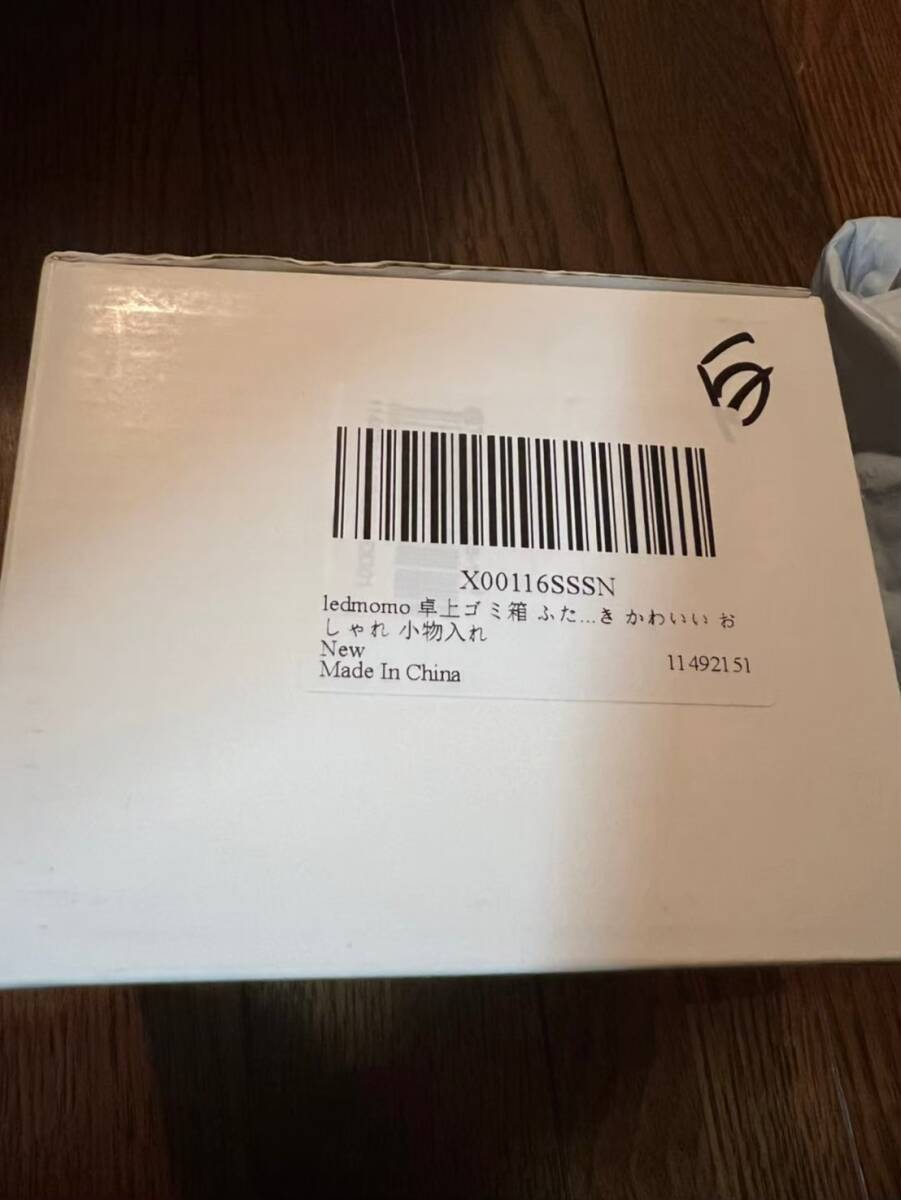 X00116SSSN
ledmomo 卓上ゴミ箱 ふた...き かわいい お
しゃれ 小物入れ
New
Made In China
11492151